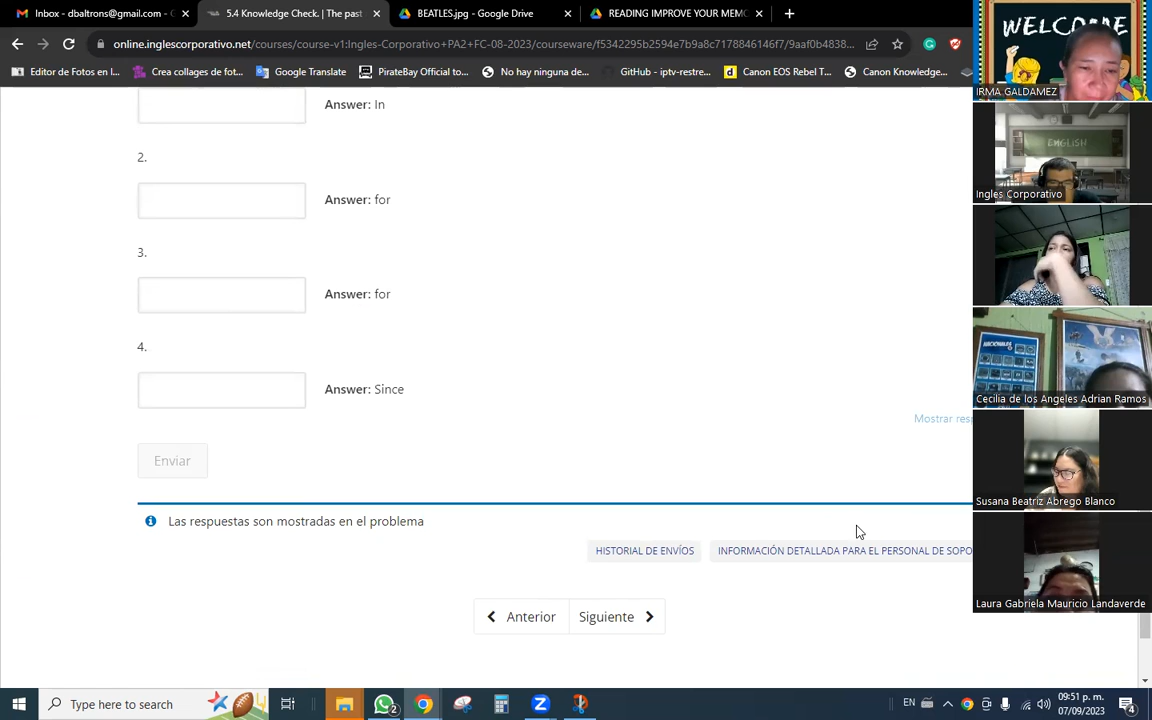 Inbox - dbaltrons@gmail.com - G
5.4 Knowledge Check. | The past
BEATLES.jpg - Google Drive
READING IMPROVE YOUR MEMO
online.inglescorporativo.net/courses/course-v1:Ingles-Corporativo+PA2+FC-08-2023/courseware/f5342295b2594e7b9a8c7178846146f7/9aaf0b4838...
Editor de Fotos en l...
Crea collages de fot...
Google Translate
PirateBay Official to...
No hay ninguna de...
GitHub - iptv-restre...
Canon EOS Rebel T...
Canon Knowledge...
WELCOME
IRMA GALDAMEZ
ENGLISH
Ingles Corporativo
NACIONALES
Cecilia de los Angeles Adrian Ramos
Susana Beatriz Abrego Blanco
Laura Gabriela Mauricio Landaverde
Answer: In
2.
Answer: for
3.
Answer: for
4.
Answer: Since
Mostrar resp
Enviar
Las respuestas son mostradas en el problema
HISTORIAL DE ENVÍOS
INFORMACIÓN DETALLADA PARA EL PERSONAL DE SOPO
Anterior
Siguiente
Type here to search
2
EN
09:51 p. m.
07/09/2023
4